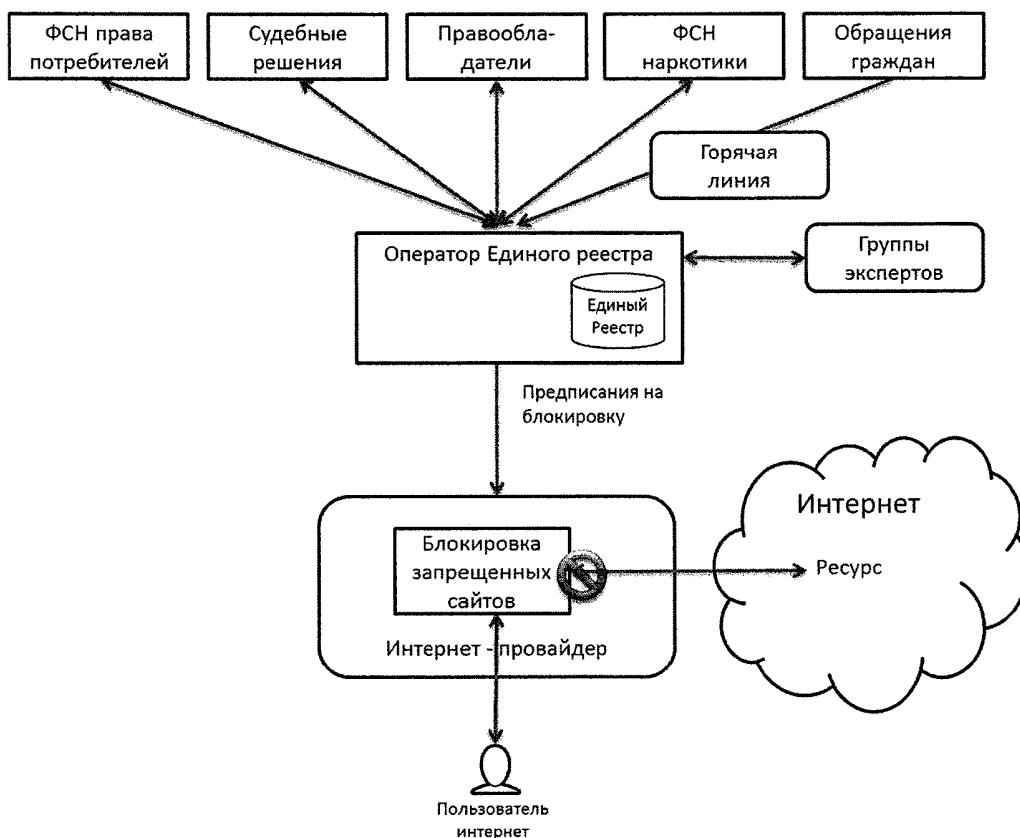 ФСН права
потребителей
Судебные
решения
Правообла-
датели
ФСН
наркотики
Обращения
граждан
Горячая
линия
Оператор Единого реестра
Группы
экспертов
Единый
Реестр
Предписания на
блокировку
Интернет
Блокировка
запрещенных
сайтов
Ресурс
Интернет - провайдер
Пользователь
интернет